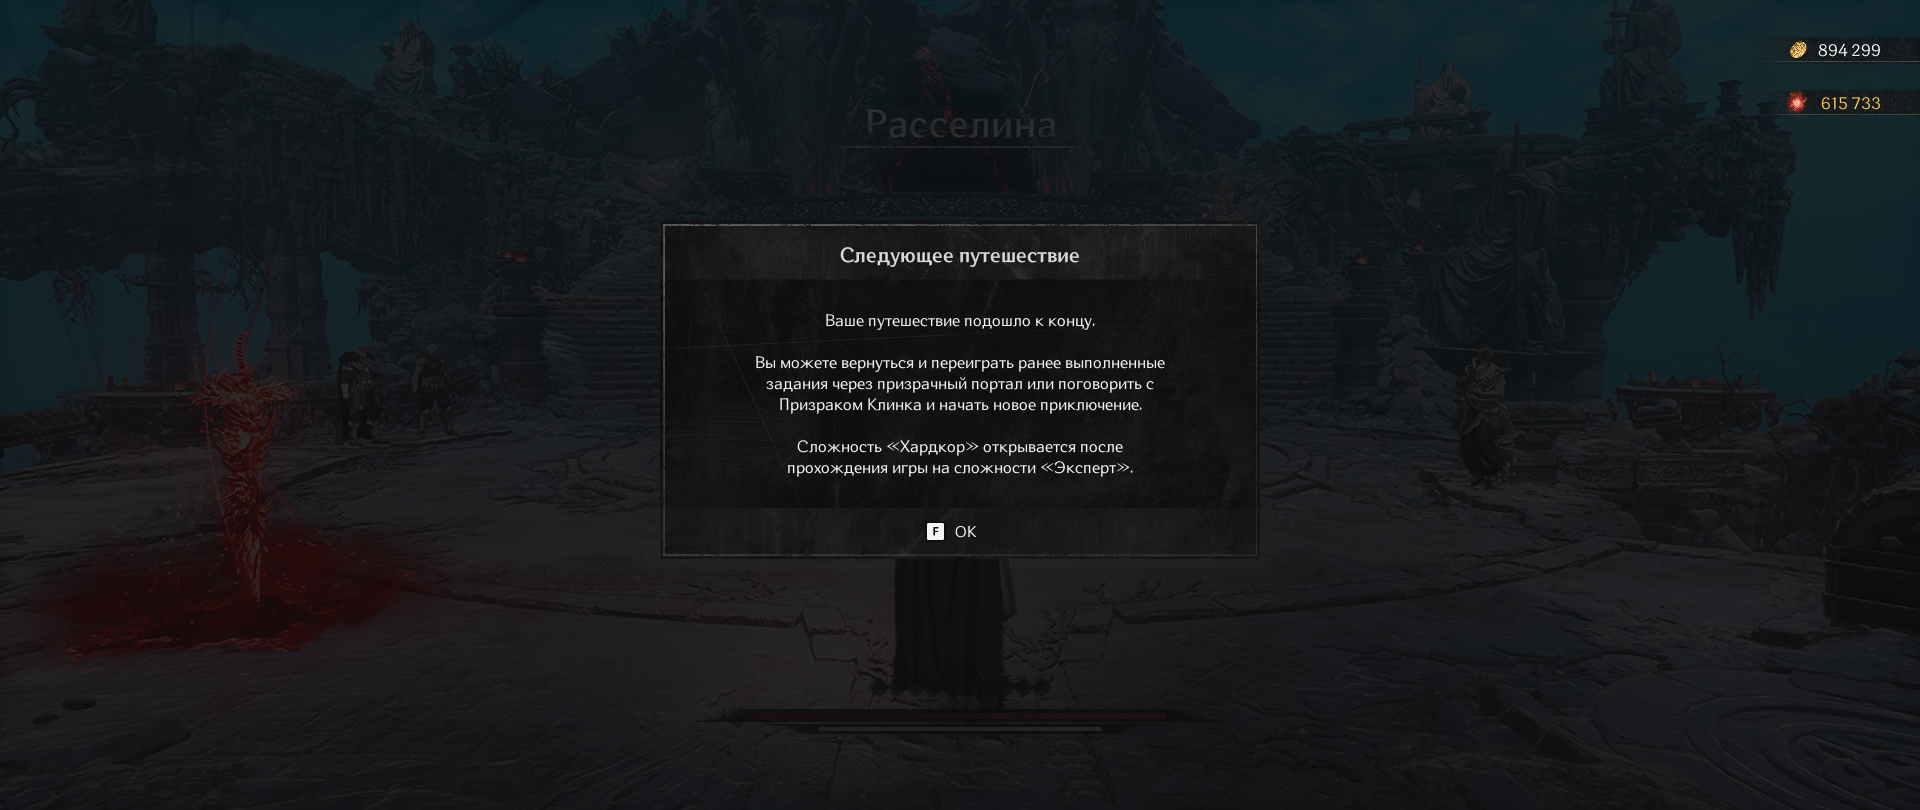 894 299
615 733
Расселина
Следующее путешествие
Ваше путешествие подошло к концу.
Вы можете вернуться и переиграть ранее выполненные
задания через призрачный портал или поговорить с
Призраком Клинка и начать новое приключение.
Сложность «Хардкор» открывается после
прохождения игры на сложности «Эксперт».
F OK